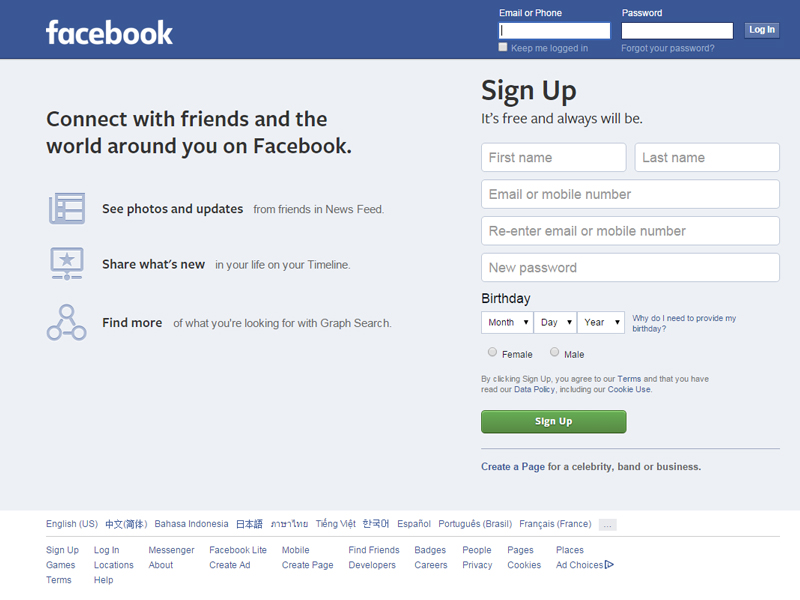 facebook
Email or Phone
Password
Log In
Keep me logged in
Forgot your password?
Connect with friends and the
world around you on Facebook.
See photos and updates from friends in News Feed.
Share what's new in your life on your Timeline.
Find more of what you're looking for with Graph Search.
Sign Up
It's free and always will be.
First name
Last name
Email or mobile number
Re-enter email or mobile number
New password
Birthday
Month
Day
Year
Why do I need to provide my
birthday?
Female
Male
By clicking Sign Up, you agree to our Terms and that you have
read our Data Policy, including our Cookie Use.
Sign Up
Create a Page for a celebrity, band or business.
English (US) 中文(简体) Bahasa Indonesia 日本語 ภาษาไทย Tiếng Việt 한국어 Español Português (Brasil) Français (France) ...
Sign Up Log In Messenger Facebook Lite Mobile Find Friends Badges People Pages Places
Games Locations About Create Ad Create Page Developers Careers Privacy Cookies Ad Choices
Terms Help